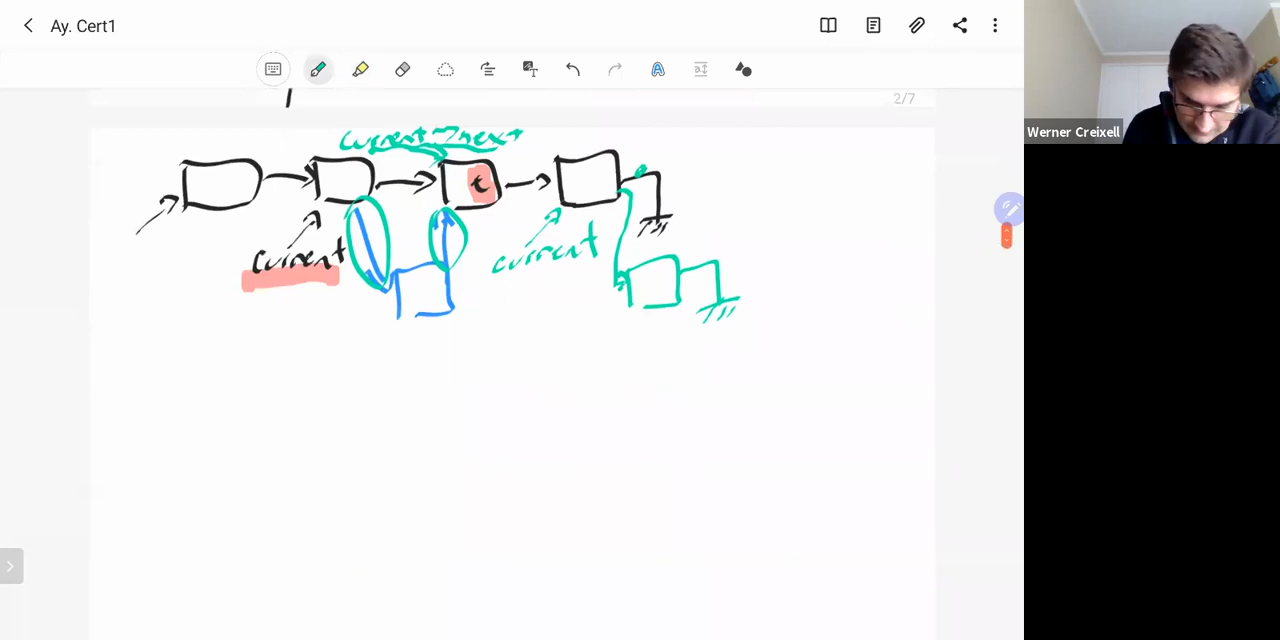 Ay. Cert1
2/7
current->next
t
current
current
Werner Creixell